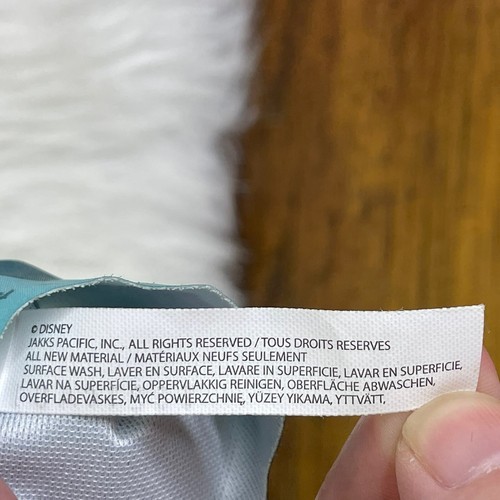 © DISNEY
JAKKS PACIFIC, INC., ALL RIGHTS RESERVED / TOUS DROITS RESERVES
ALL NEW MATERIAL / MATÉRIAUX NEUFS SEULEMENT
SURFACE WASH, LAVER EN SURFACE, LAVARE IN SUPERFICIE, LAVAR EN SUPERFICIE,
LAVAR NA SUPERFÍCIE, OPPERVLAKKIG REINIGEN, OBERFLÄCHE ABWASCHEN,
OVERFLADEVASKES, MYĆ POWIERZCHNIĘ, YÜZEY YIKAMA, YTTVÄTT.